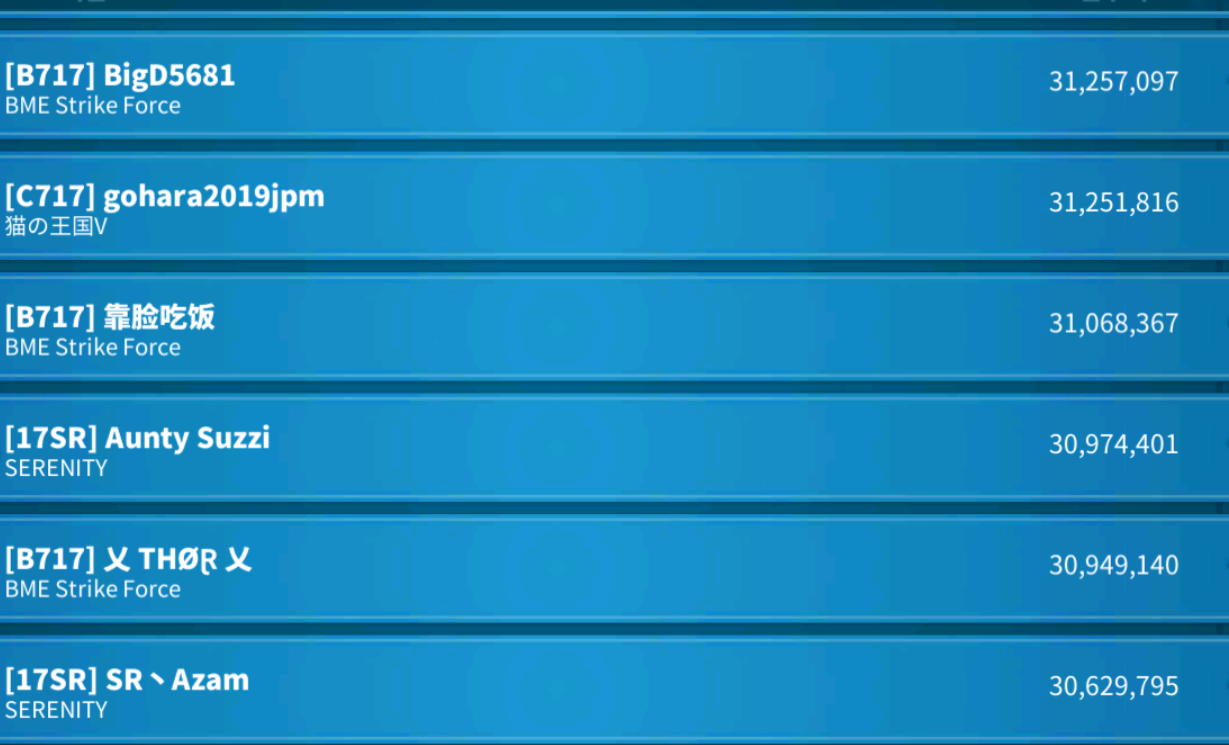 [B717] BigD5681
31,257,097
BME Strike Force
[C717] gohara2019jpm
31,251,816
猫の王国V
[B717] 靠脸吃饭
31,068,367
BME Strike Force
[17SR] Aunty Suzzi
30,974,401
SERENITY
[B717] 乂 THØⱤ 乂
30,949,140
BME Strike Force
[17SR] SR丶Azam
30,629,795
SERENITY